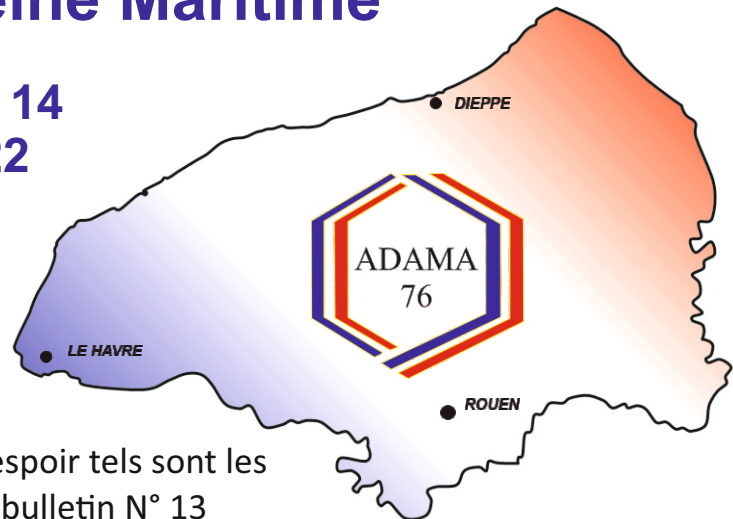 eine Maritime
14
22
DIEPPE
ADAMA
76
LE HAVRE
ROUEN
espoir tels sont les
bulletin N° 13